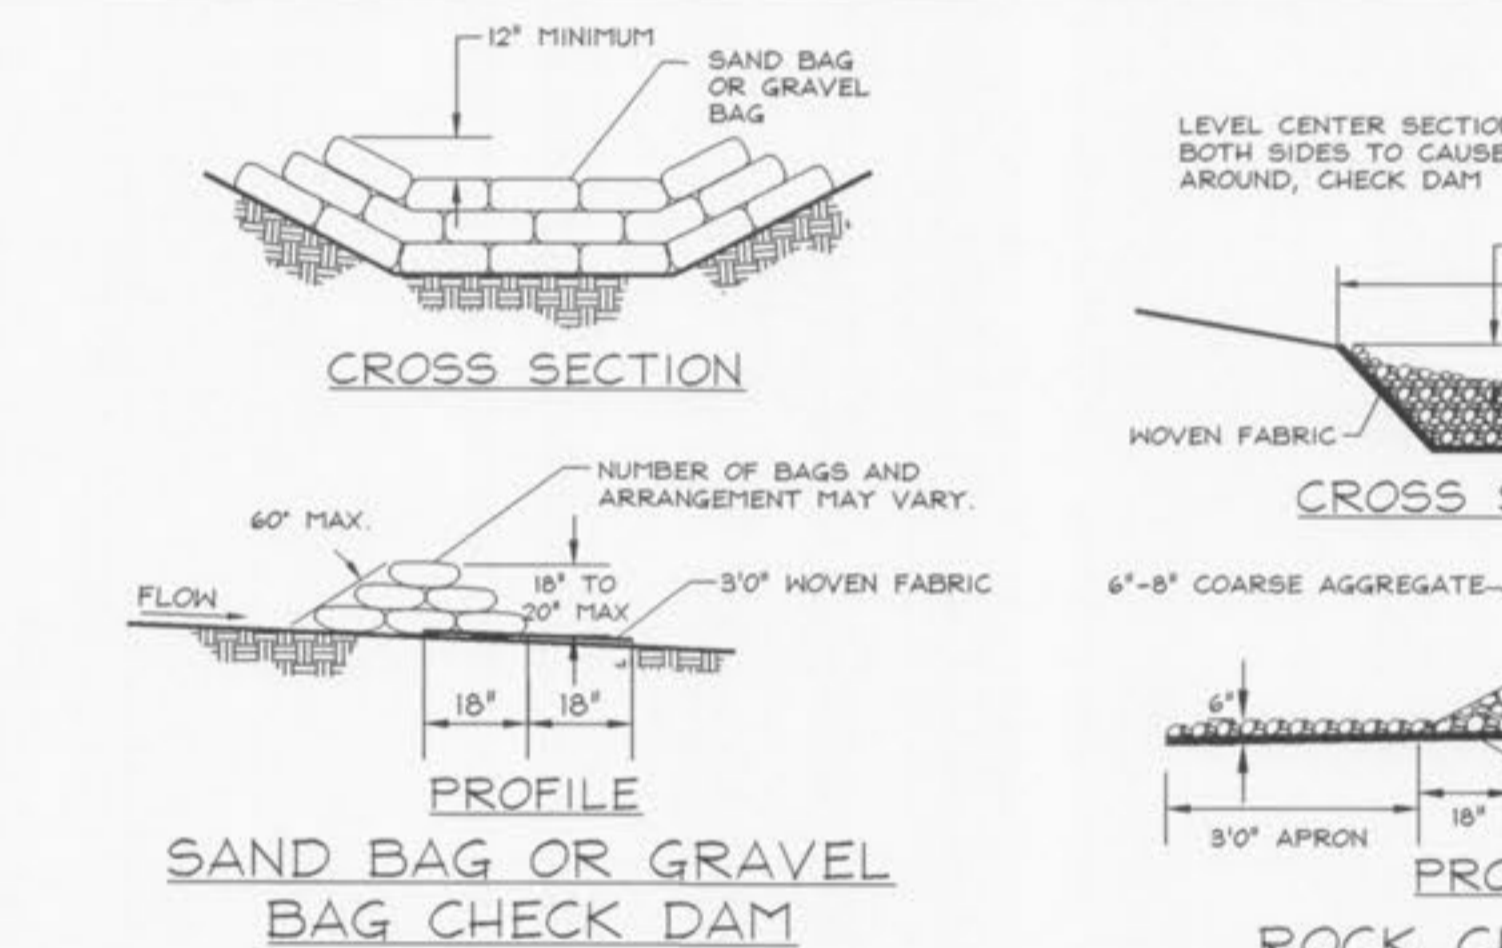 12" MINIMUM
SAND BAG
OR GRAVEL
BAG
CROSS SECTION
NUMBER OF BAGS AND
ARRANGEMENT MAY VARY.
60° MAX.
FLOW
18" TO
20" MAX
3'0" WOVEN FABRIC
18"
18"
PROFILE
SAND BAG OR GRAVEL
BAG CHECK DAM
LEVEL CENTER
BOTH SIDES TO CAUSE
AROUND, CHECK DAM
WOVEN FABRIC
CROSS
6"-8" COARSE AGGREGATE
6"
3'0" APRON
18"
ROCK